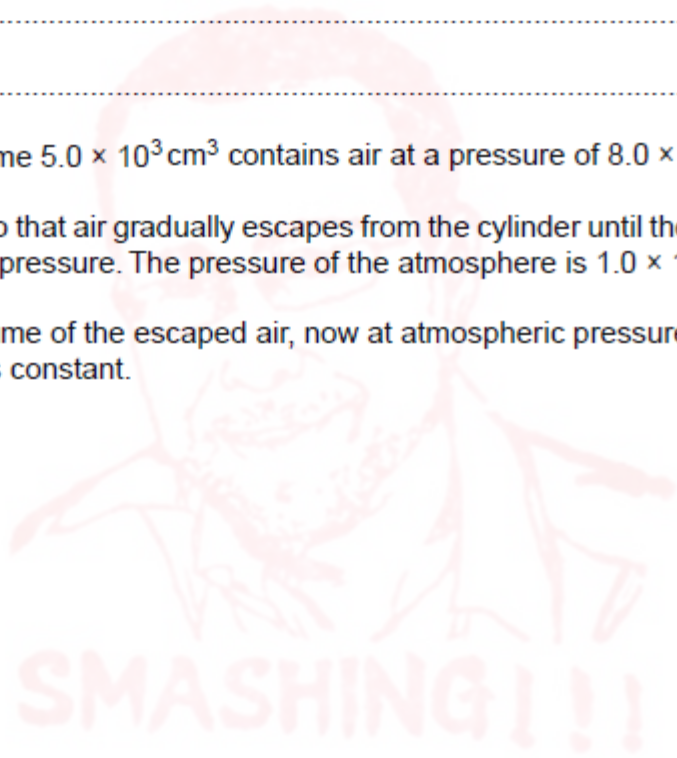 me 5.0 × 10³ cm³ contains air at a pressure of 8.0 ×
that air gradually escapes from the cylinder until the
pressure. The pressure of the atmosphere is 1.0 ×
me of the escaped air, now at atmospheric pressure
constant.
SMASHING!!!